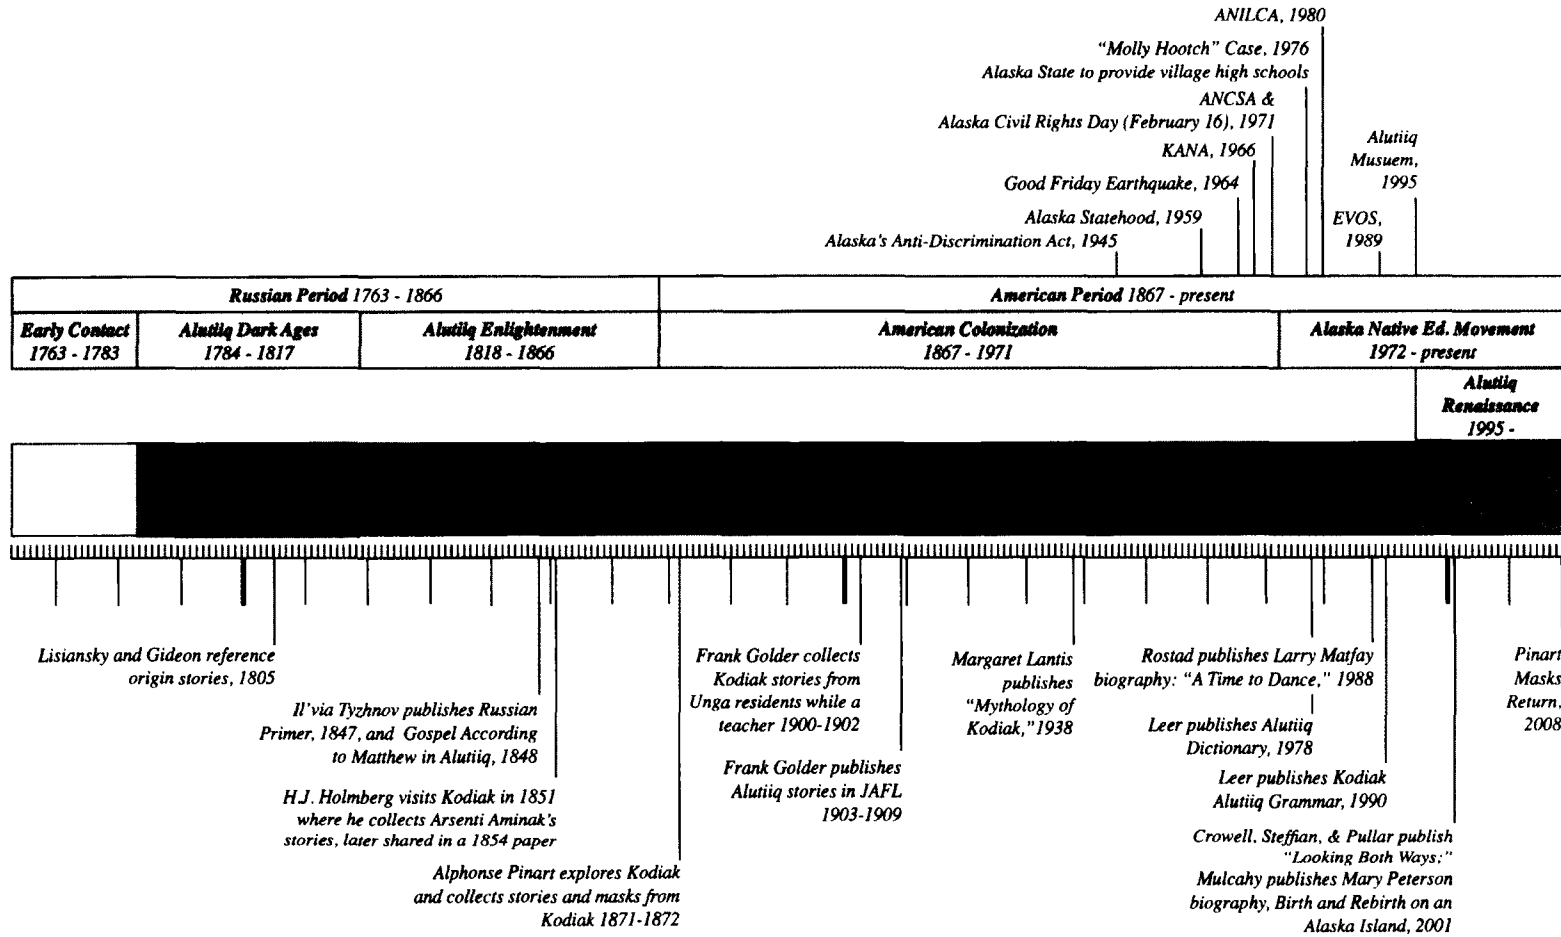 ANILCA, 1980
“Molly Hootch” Case, 1976
Alaska State to provide village high schools
ANCSA &
Alaska Civil Rights Day (February 16), 1971
KANA, 1966
Good Friday Earthquake, 1964
Alaska Statehood, 1959
Alaska's Anti-Discrimination Act, 1945
EVOS,
1989
Alutiiq
Musuem,
1995
Russian Period 1763 - 1866
American Period 1867 - present
Early Contact
1763 - 1783
Alutiiq Dark Ages
1784 - 1817
Alutiiq Enlightenment
1818 - 1866
American Colonization
1867 - 1971
Alaska Native Ed. Movement
1972 - present
Alutiiq
Renaissance
1995 -
Lisiansky and Gideon reference
origin stories, 1805
Il'via Tyzhnov publishes Russian
Primer, 1847, and Gospel According
to Matthew in Alutiiq, 1848
H.J. Holmberg visits Kodiak in 1851
where he collects Arsenti Aminak's
stories, later shared in a 1854 paper
Alphonse Pinart explores Kodiak
and collects stories and masks from
Kodiak 1871-1872
Frank Golder collects
Kodiak stories from
Unga residents while a
teacher 1900-1902
Frank Golder publishes
Alutiiq stories in JAFL
1903-1909
Margaret Lantis
publishes
“Mythology of
Kodiak,”1938
Rostad publishes Larry Matfay
biography: “A Time to Dance,” 1988
Leer publishes Alutiiq
Dictionary, 1978
Leer publishes Kodiak
Alutiiq Grammar, 1990
Crowell, Steffian, & Pullar publish
“Looking Both Ways;”
Mulcahy publishes Mary Peterson
biography, Birth and Rebirth on an
Alaska Island, 2001
Pinart
Masks
Return,
2008